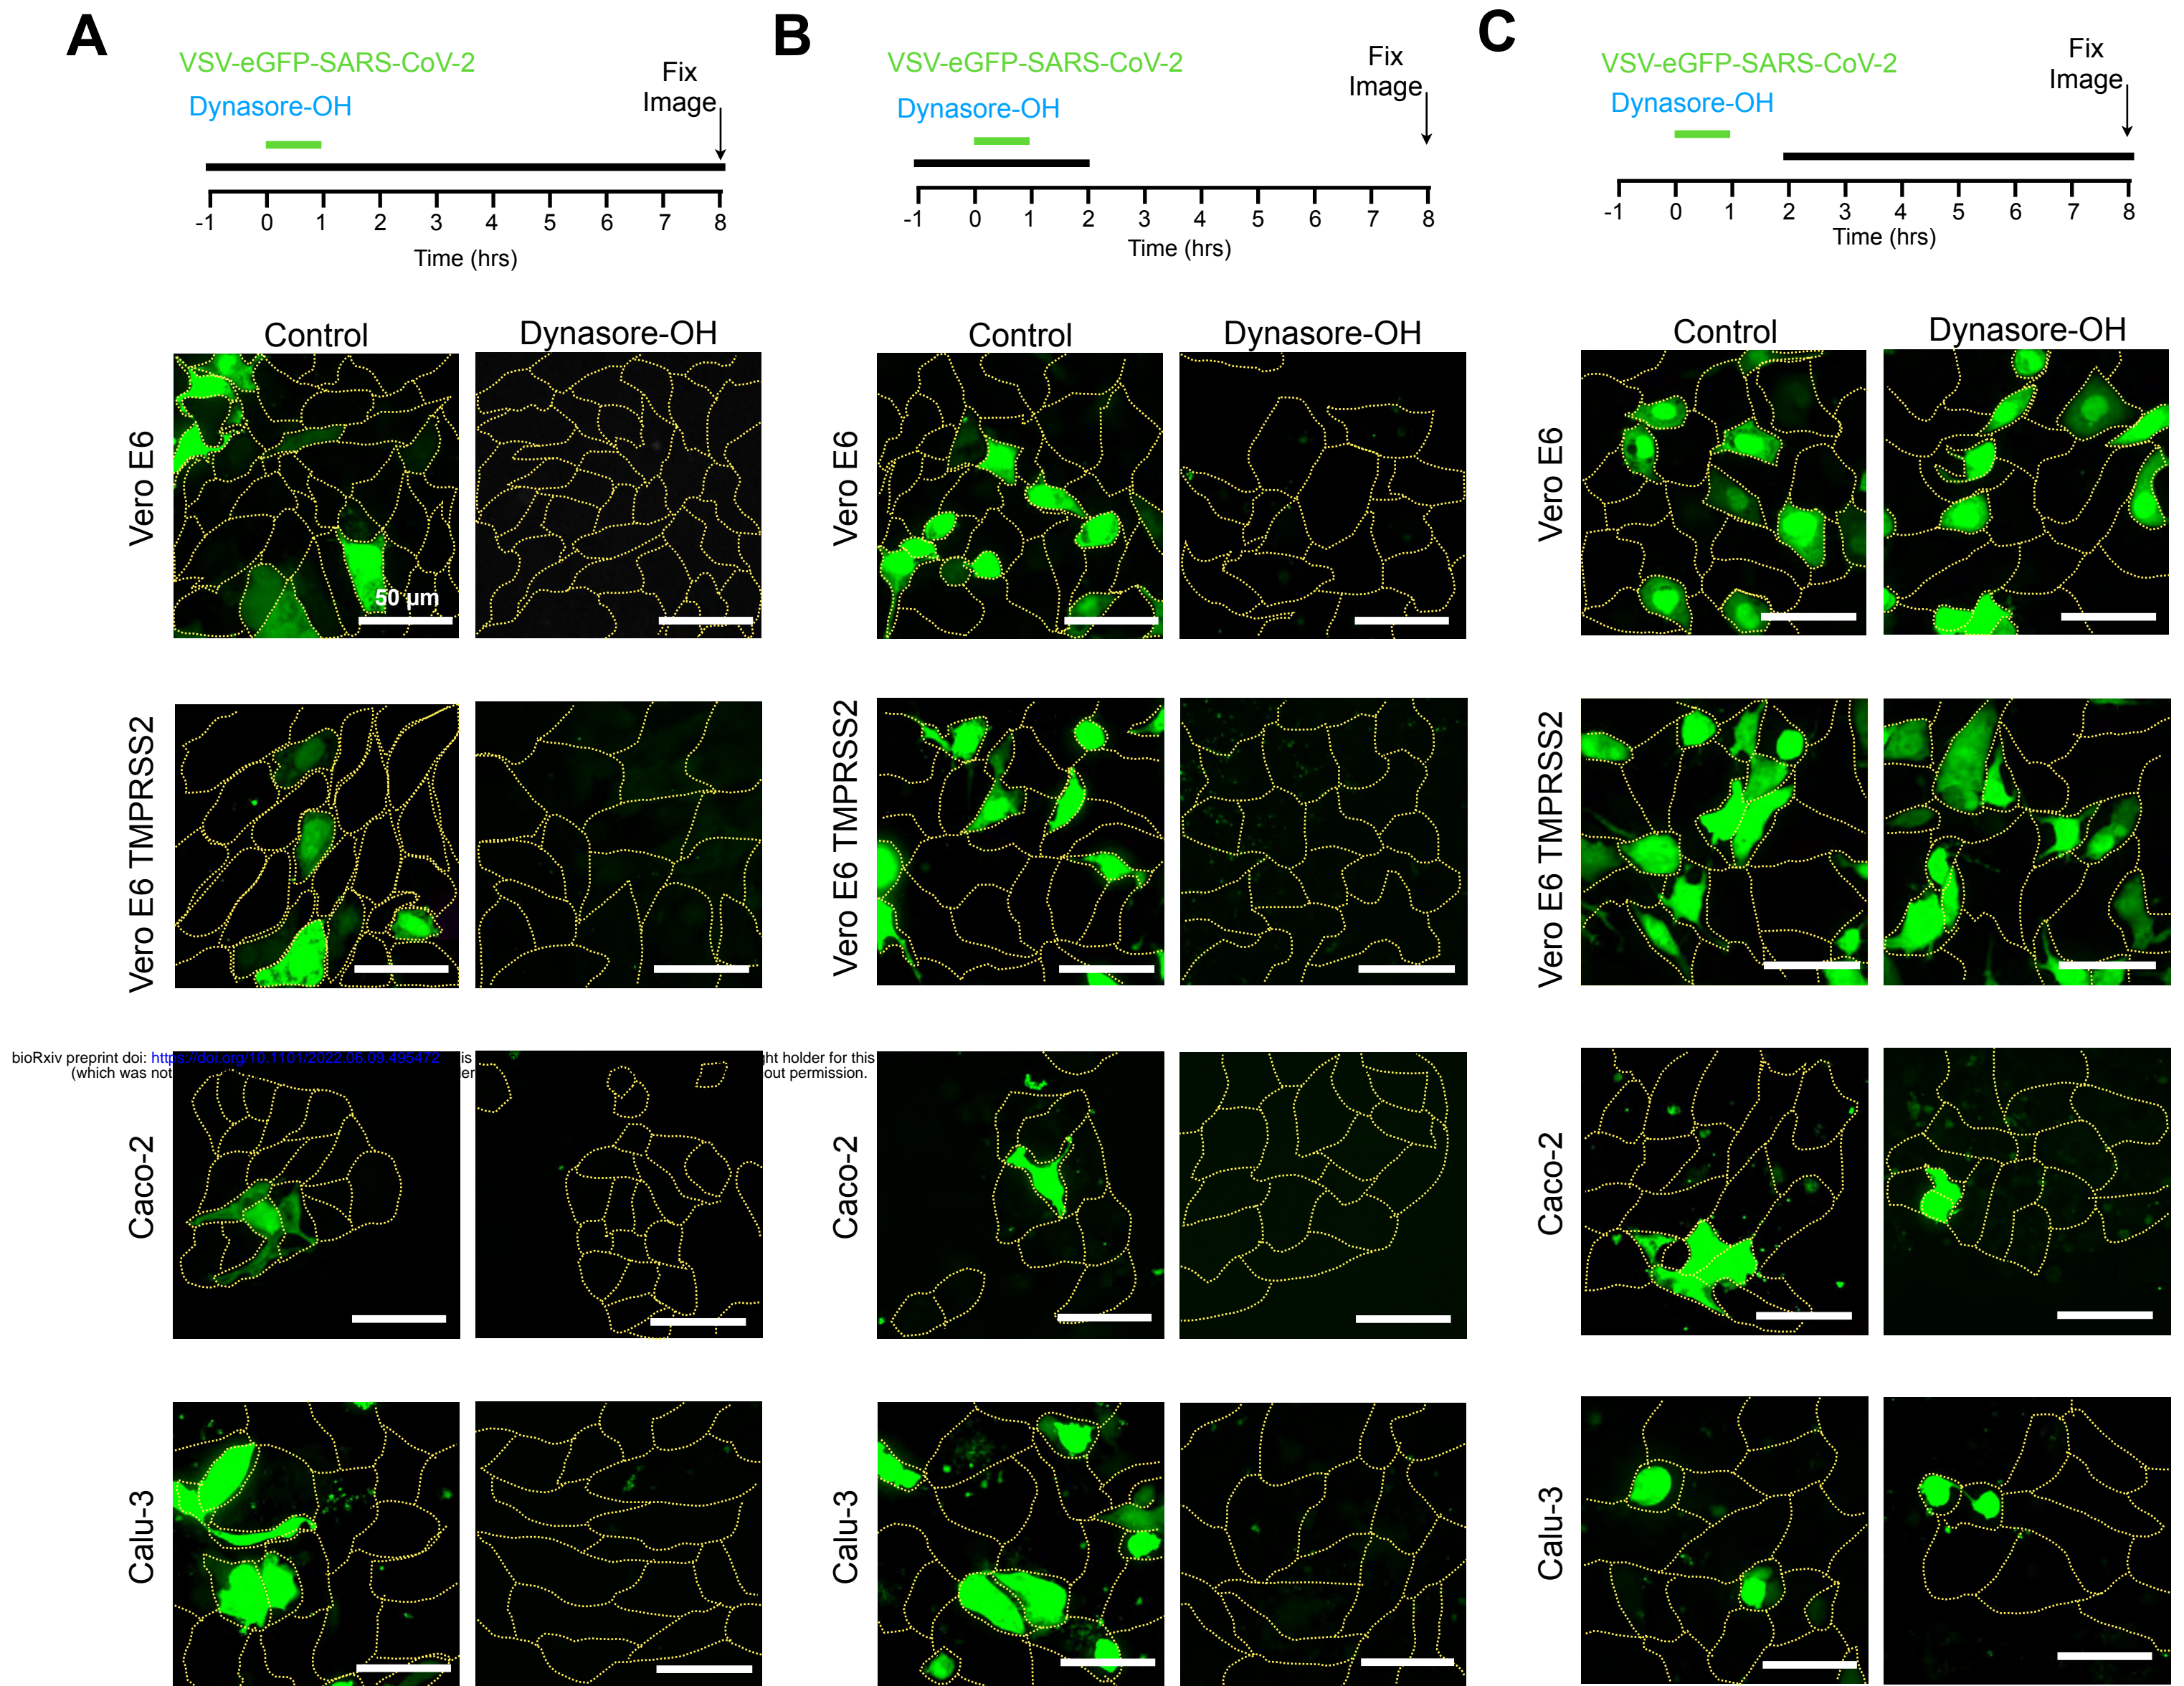 A
VSV-eGFP-SARS-CoV-2
Dynasore-OH
Fix
Image
-1 0 1 2 3 4 5 6 7 8
Time (hrs)
Control Dynasore-OH
Vero E6
50 µm
Vero E6 TMPRSS2
Caco-2
Calu-3
B
VSV-eGFP-SARS-CoV-2
Dynasore-OH
Fix
Image
-1 0 1 2 3 4 5 6 7 8
Time (hrs)
Control Dynasore-OH
Vero E6
Vero E6 TMPRSS2
Caco-2
Calu-3
C
VSV-eGFP-SARS-CoV-2
Dynasore-OH
Fix
Image
-1 0 1 2 3 4 5 6 7 8
Time (hrs)
Control Dynasore-OH
Vero E6
Vero E6 TMPRSS2
Caco-2
Calu-3
bioRxiv preprint doi: https://doi.org/10.1101/2022.06.09.495472 is ht holder for this
(which was not er out permission.